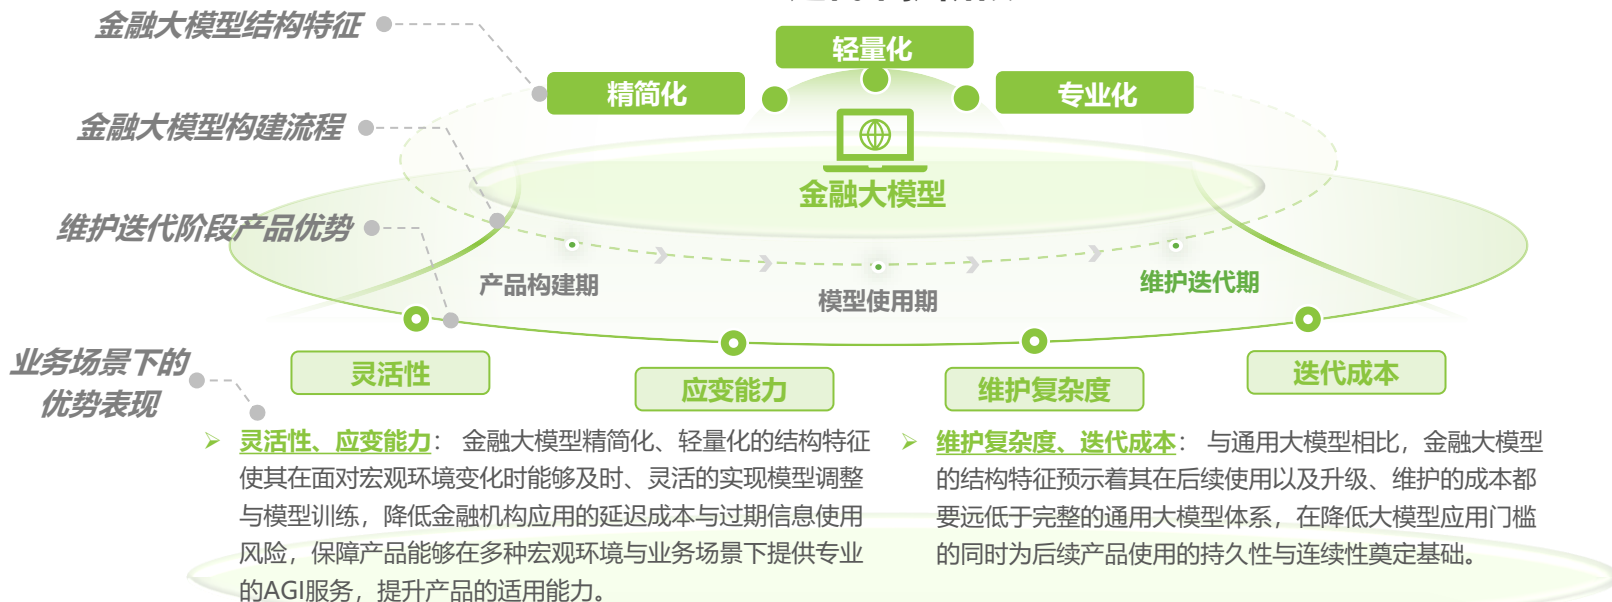 金融大模型结构特征
轻量化
精简化
专业化
金融大模型构建流程
金融大模型
维护迭代阶段产品优势
产品构建期
模型使用期
维护迭代期
业务场景下的
优势表现
灵活性
应变能力
维护复杂度
迭代成本
➢ 灵活性、应变能力： 金融大模型精简化、轻量化的结构特征
使其在面对宏观环境变化时能够及时、灵活的实现模型调整
与模型训练，降低金融机构应用的延迟成本与过期信息使用
风险，保障产品能够在多种宏观环境与业务场景下提供专业
的AGI服务，提升产品的适用能力。
➢ 维护复杂度、迭代成本： 与通用大模型相比，金融大模型
的结构特征预示着其在后续使用以及升级、维护的成本都
要远低于完整的通用大模型体系，在降低大模型应用门槛
的同时为后续产品使用的持久性与连续性奠定基础。